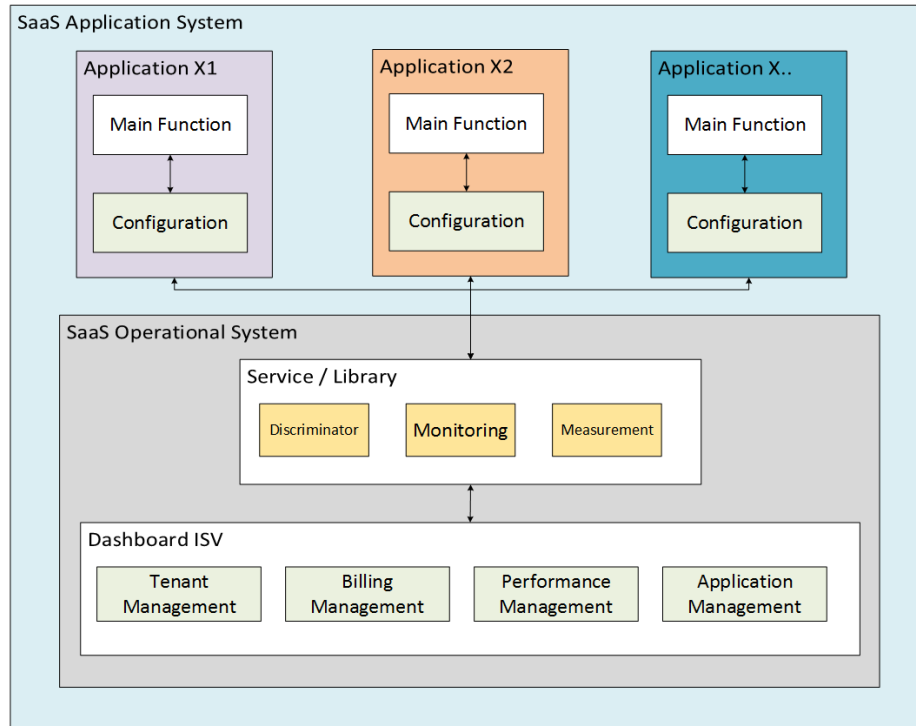 SaaS Application System
Application X1
Main Function
Configuration
Application X2
Main Function
Configuration
Application X..
Main Function
Configuration
SaaS Operational System
Service / Library
Discriminator
Monitoring
Measurement
Dashboard ISV
Tenant
Management
Billing
Management
Performance
Management
Application
Management